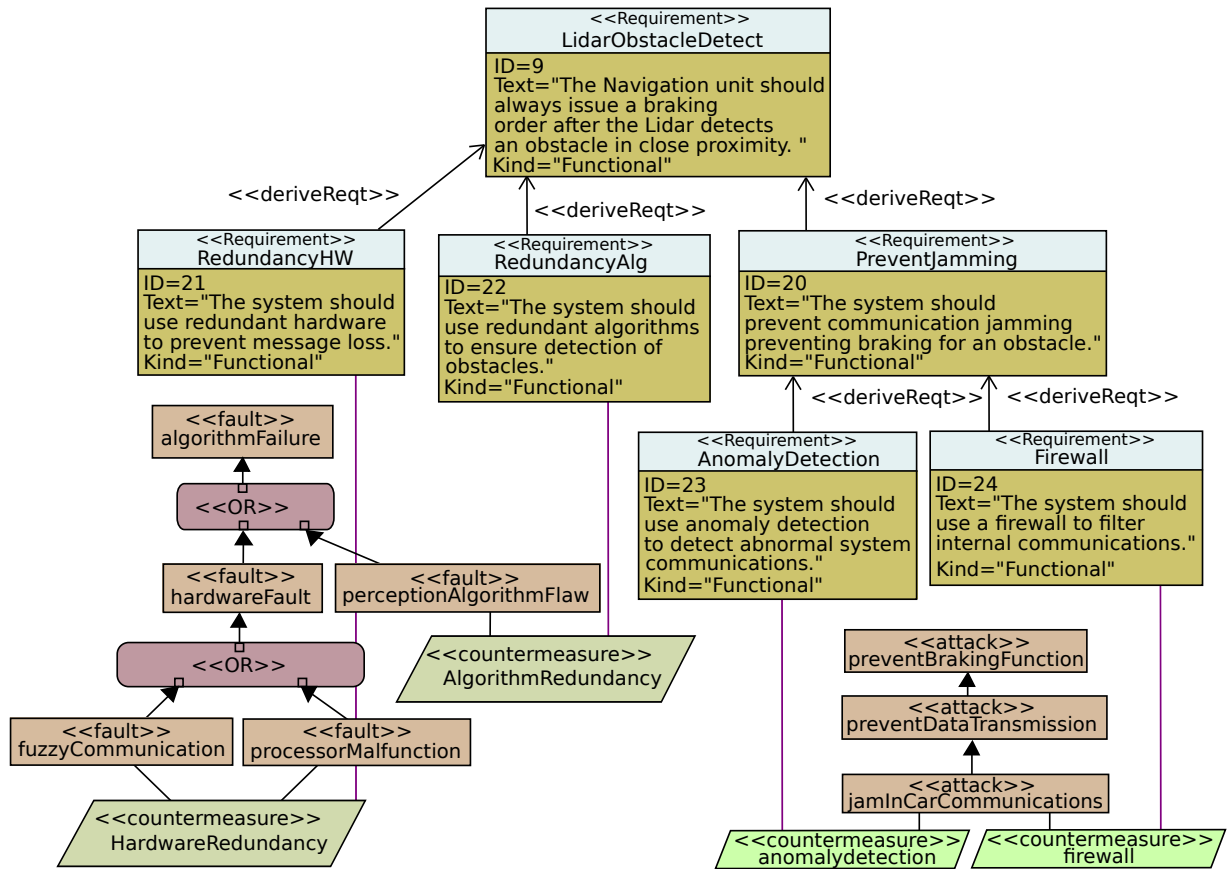 <<Requirement>>
LidarObstacleDetect
ID=9
Text="The Navigation unit should
always issue a braking
order after the Lidar detects
an obstacle in close proximity. "
Kind="Functional"
<<deriveReqt>>
<<deriveReqt>>
<<deriveReqt>>
<<Requirement>>
RedundancyHW
ID=21
Text="The system should
use redundant hardware
to prevent message loss."
Kind="Functional"
<<Requirement>>
RedundancyAlg
ID=22
Text="The system should
use redundant algorithms
to ensure detection of
obstacles."
Kind="Functional"
<<Requirement>>
PreventJamming
ID=20
Text="The system should
prevent communication jamming
preventing braking for an obstacle."
Kind="Functional"
<<deriveReqt>>
<<deriveReqt>>
<<fault>>
algorithmFailure
<<OR>>
<<fault>>
hardwareFault
<<fault>>
perceptionAlgorithmFlaw
<<OR>>
<<countermeasure>>
AlgorithmRedundancy
<<fault>>
fuzzyCommunication
<<fault>>
processorMalfunction
<<countermeasure>>
HardwareRedundancy
<<Requirement>>
AnomalyDetection
ID=23
Text="The system should
use anomaly detection
to detect abnormal system
communications."
Kind="Functional"
<<Requirement>>
Firewall
ID=24
Text="The system should
use a firewall to filter
internal communications."
Kind="Functional"
<<attack>>
preventBrakingFunction
<<attack>>
preventDataTransmission
<<attack>>
jamInCarCommunications
<<countermeasure>>
anomalydetection
<<countermeasure>>
firewall